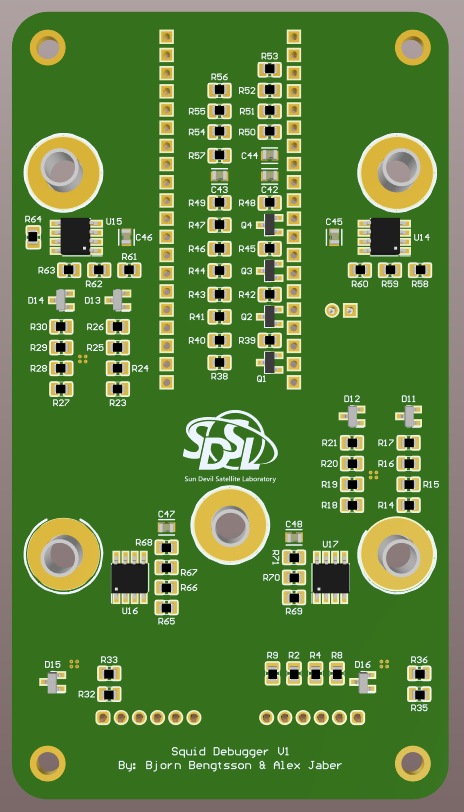 R53
R56
R52
R55
R51
R54
R50
R57
C44
C43
C42
R49
R48
R64
U15
R47
Q4
C45
U14
C46
R46
R45
R61
R63
R44
Q3
R62
R60
R59
R58
D14
D13
R43
R42
R41
Q2
R30
R26
R40
R39
R29
R25
R28
R24
R38
Q1
R27
R23
D12
D11
SDSL
Sun Devil Satellite Laboratory
R21
R17
R20
R16
R19
R15
R18
R14
C47
C48
R68
R71
U17
R67
R70
R66
U16
R65
R69
R33
R9
R2
R4
R8
D15
D16
R36
R32
R35
Squid Debugger V1
By: Bjorn Bengtsson & Alex Jaber